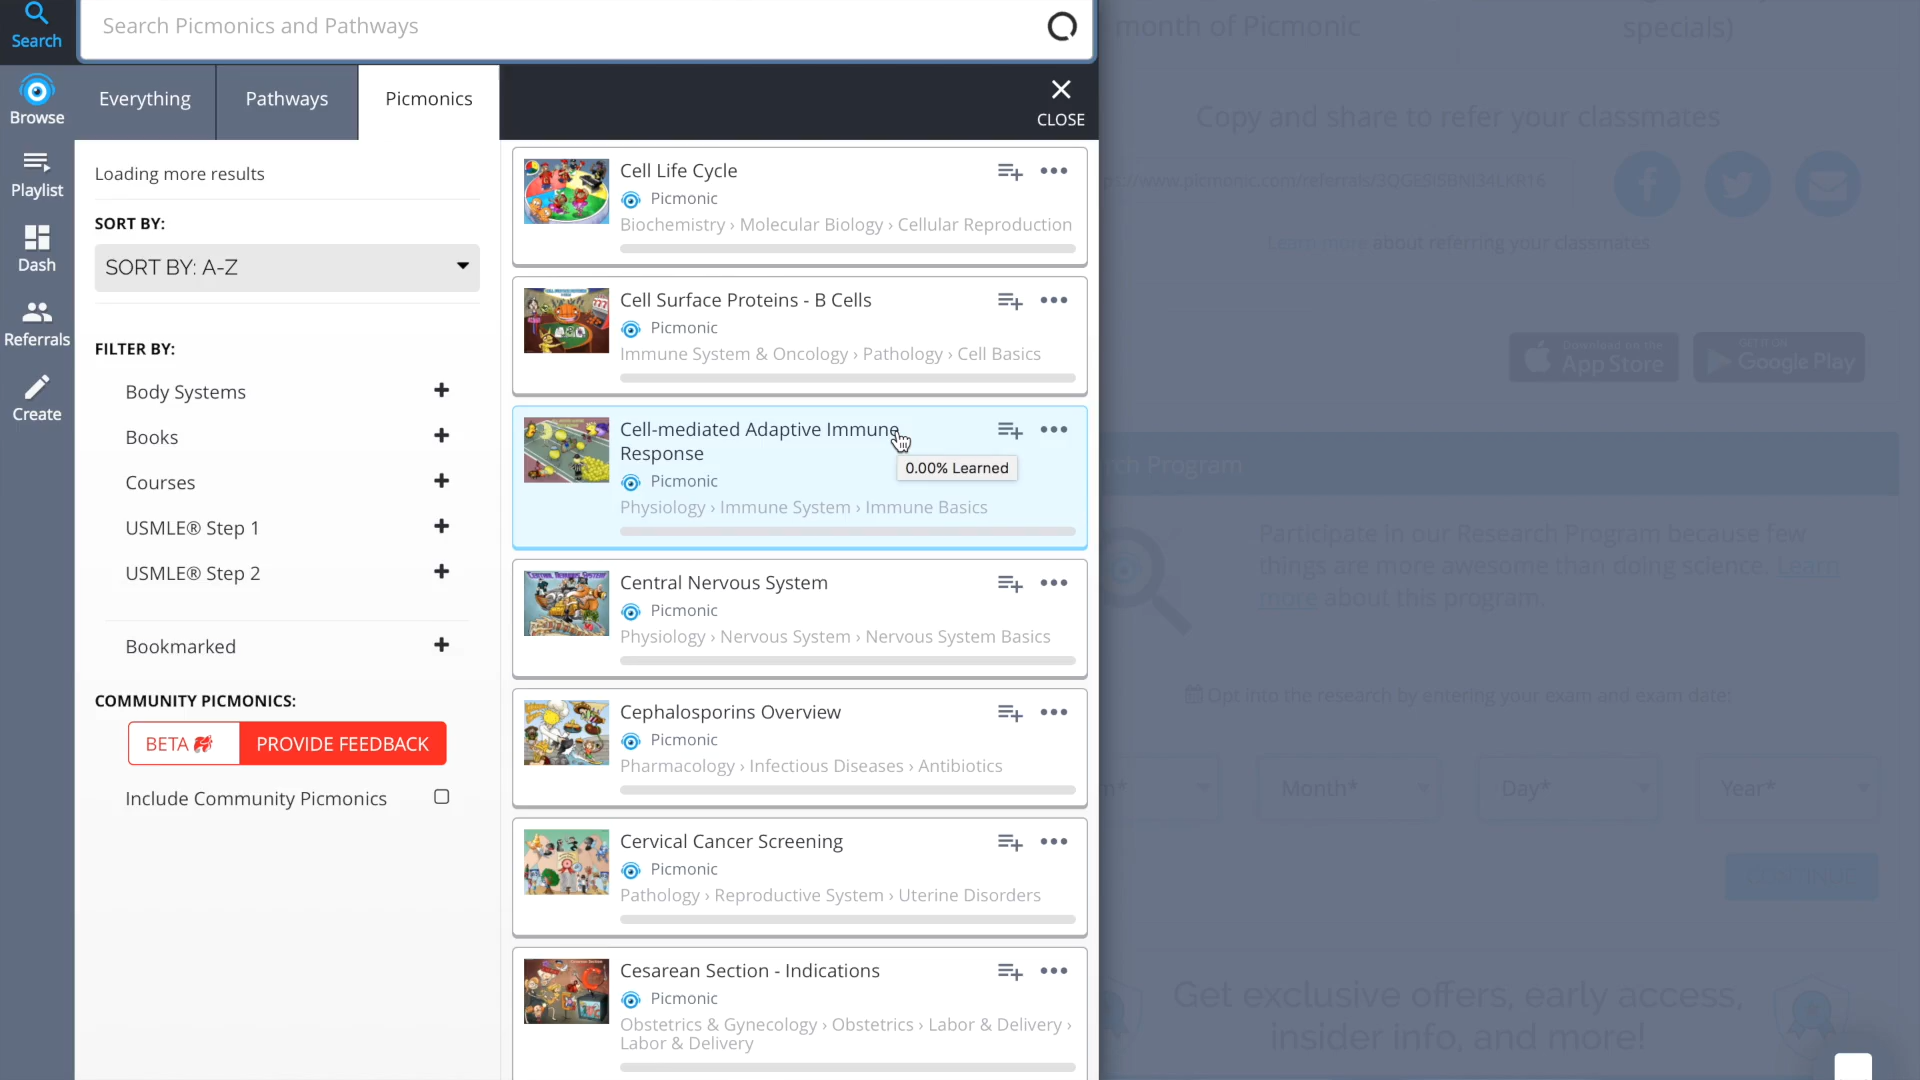 Search
Search Picmonics and Pathways
Browse
Playlist
Dash
Referrals
Create
Everything
Pathways
Picmonics
CLOSE
Loading more results
SORT BY:
SORT BY: A-Z
FILTER BY:
Body Systems
Books
Courses
USMLE® Step 1
USMLE® Step 2
Bookmarked
COMMUNITY PICMONICS:
BETA
PROVIDE FEEDBACK
Include Community Picmonics
Cell Life Cycle
Picmonic
Biochemistry › Molecular Biology › Cellular Reproduction
Cell Surface Proteins - B Cells
Picmonic
Immune System & Oncology › Pathology › Cell Basics
Cell-mediated Adaptive Immune
Response
0.00% Learned
Picmonic
Physiology › Immune System › Immune Basics
Central Nervous System
Picmonic
Physiology › Nervous System › Nervous System Basics
Cephalosporins Overview
Picmonic
Pharmacology › Infectious Diseases › Antibiotics
Cervical Cancer Screening
Picmonic
Pathology › Reproductive System › Uterine Disorders
Cesarean Section - Indications
Picmonic
Obstetrics & Gynecology › Obstetrics › Labor & Delivery ›
Labor & Delivery
month of Picmonic
specials)
Copy and share to refer your classmates
Learn more about referring your classmates
Download on the
App Store
GET IT ON
Google Play
Program
Participate in our Research Program because few
things are more awesome than doing science. Learn
more about this program.
Opt into the research by entering your exam and exam date:
Month*
Day*
Year*
CONTINUE
Get exclusive offers, early access,
insider info, and more!